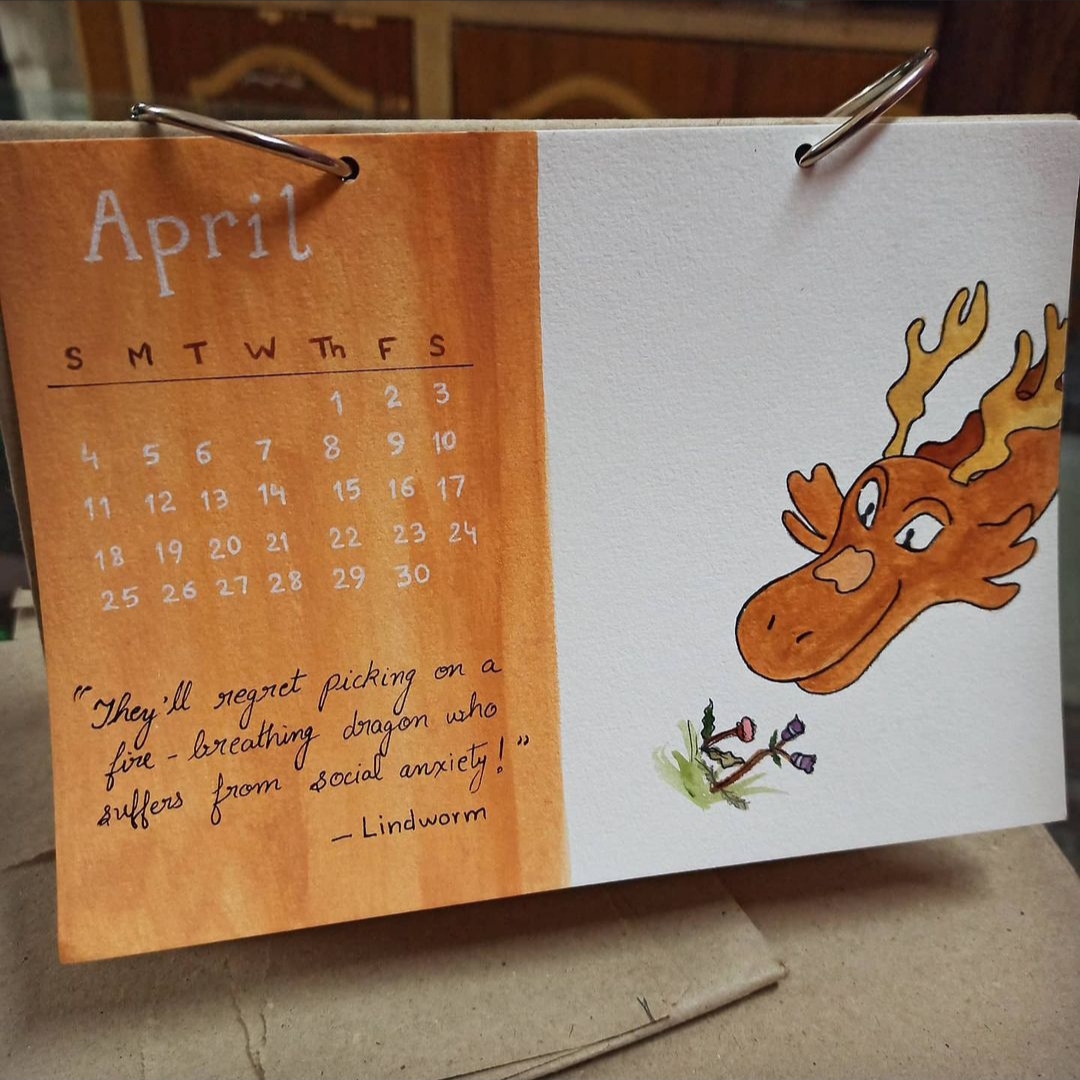 April
S M T W Th F S
1 2 3
4 5 6 7 8 9 10
11 12 13 14 15 16 17
18 19 20 21 22 23 24
25 26 27 28 29 30
"They'll regret picking on a
fire-breathing dragon who
suffers from social anxiety!"
— Lindworm